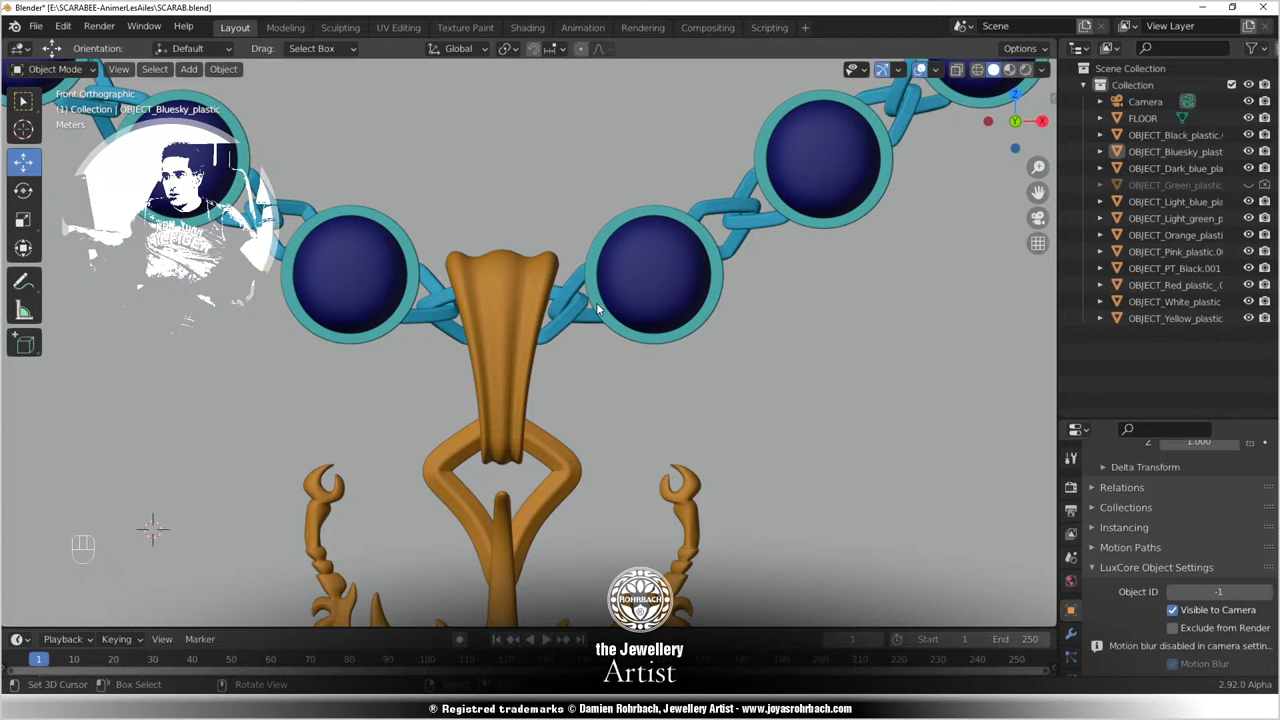 Blender* [E:\SCARABEE-AnimerLesAiles\SCARAB.blend]
File Edit Render Window Help
Layout Modeling Sculpting UV Editing Texture Paint Shading Animation Rendering Compositing Scripting
Scene
View Layer
Orientation: Default Drag: Select Box Global Options
Object Mode View Select Add Object
Front Orthographic
(1) Collection | OBJECT_Bluesky_plastic
Meters
Z
Y
X
Scene Collection
Collection
Camera
FLOOR
OBJECT_Black_plastic.
OBJECT_Bluesky_plast
OBJECT_Dark_blue_pla
OBJECT_Green_plastic
OBJECT_Light_blue_pla
OBJECT_Light_green_p
OBJECT_Orange_plasti
OBJECT_Pink_plastic.0
OBJECT_PT_Black.001
OBJECT_Red_plastic_.
OBJECT_White_plastic
OBJECT_Yellow_plastic
Z 1.000
Delta Transform
Relations
Collections
Instancing
Motion Paths
LuxCore Object Settings
Object ID -1
Visible to Camera
Exclude from Render
Motion blur disabled in camera settin...
Motion Blur
ROHRBACH
the Jewellery
Artist
Playback Keying View Marker
1 Start 1 End 250
1 10 20 30 40 50 60 70 80 90 100 110 120 130 140 150 160 170 180 190 200 210 220 230 240 250
Set 3D Cursor Box Select Rotate View Select
2.92.0 Alpha
® Registered trademarks © Damien Rohrbach, Jewellery Artist - www.joyasrohrbach.com